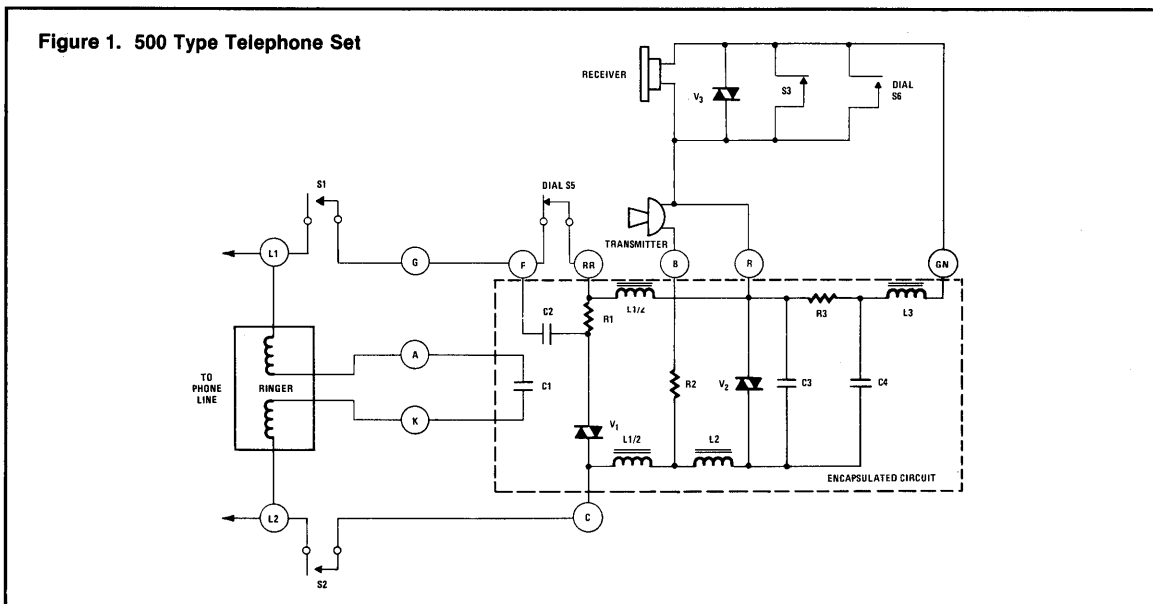 Figure 1. 500 Type Telephone Set
RECEIVER
V3
S3
DIAL
S6
S1
DIAL S5
TRANSMITTER
L1
G
F
RR
B
R
GN
L1/2
R3
L3
C2
R1
TO
PHONE
LINE
RINGER
A
C1
K
R2
V2
C3
C4
V1
L1/2
L2
ENCAPSULATED CIRCUIT
L2
C
S2